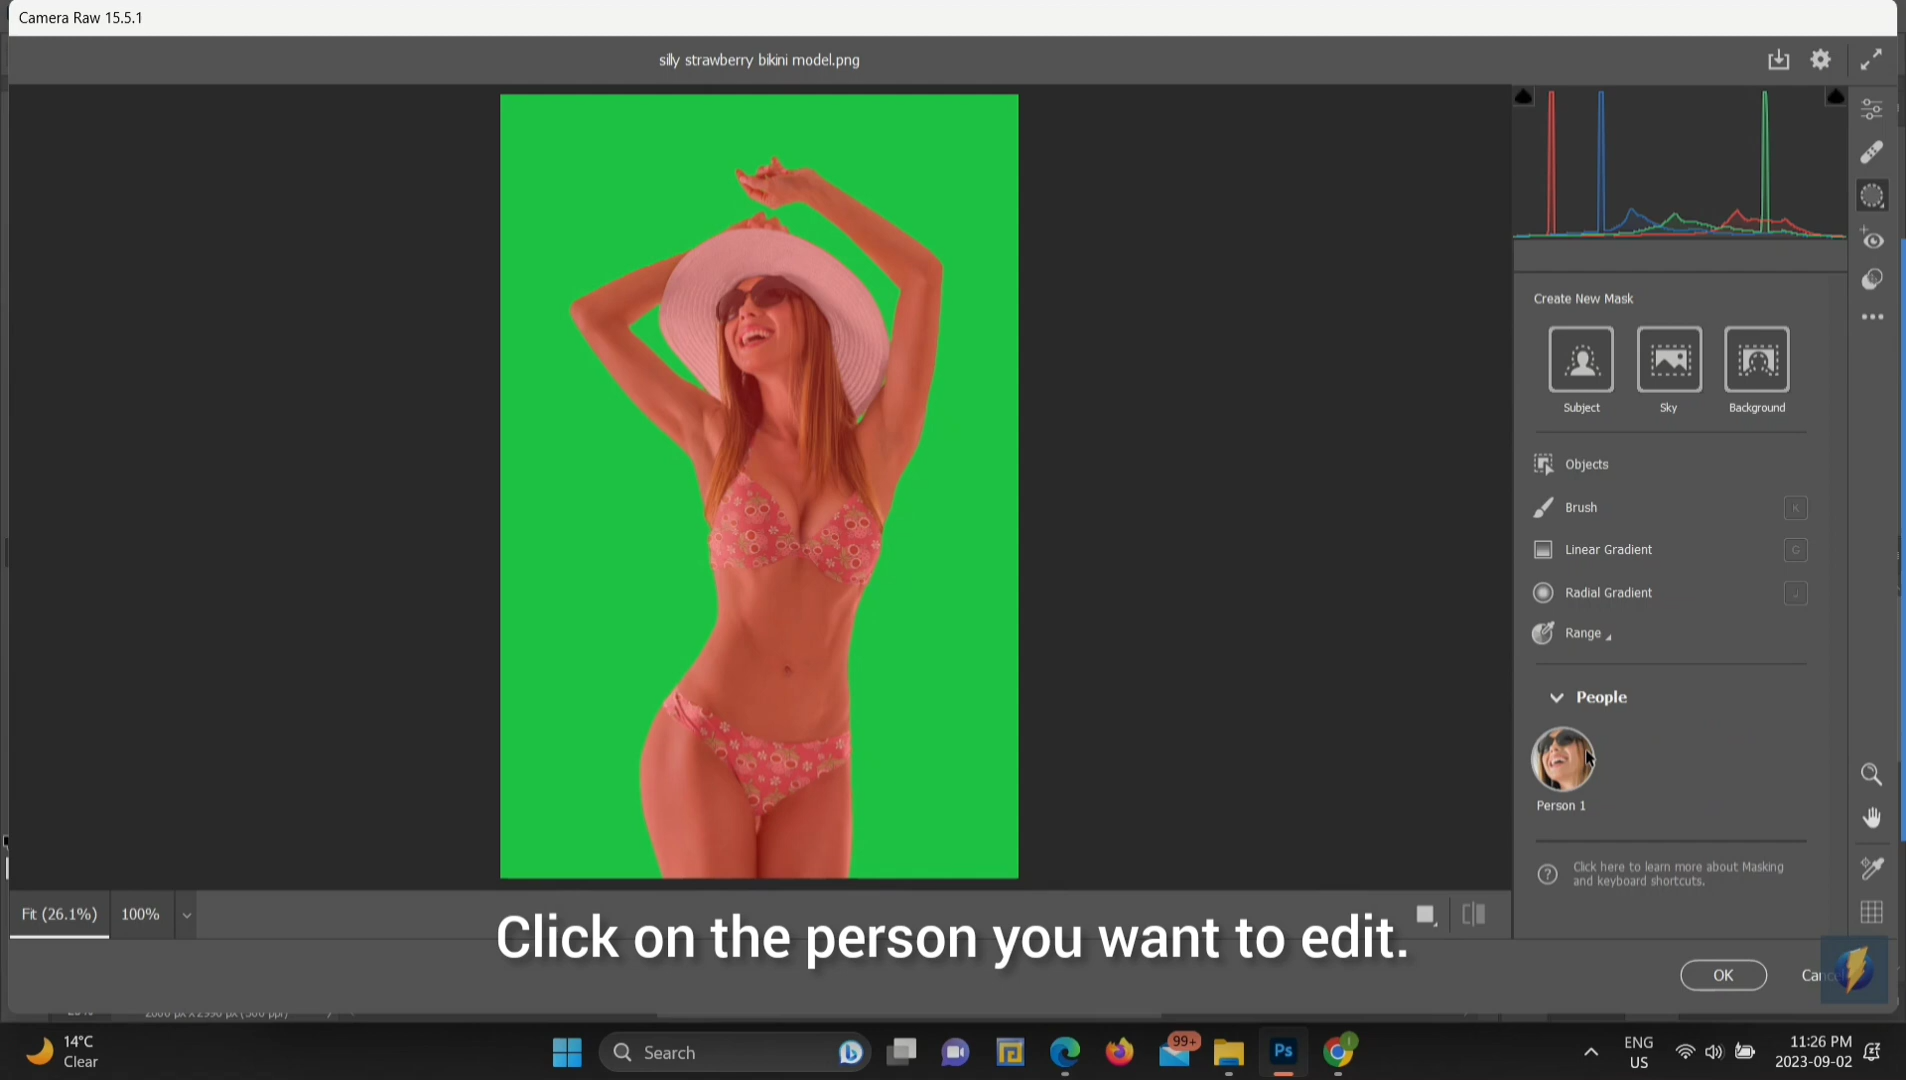 Camera Raw 15.5.1
silly strawberry bikini model.png
Create New Mask
Subject
Sky
Background
Objects
Brush
K
Linear Gradient
G
Radial Gradient
J
Range
People
Person 1
Click here to learn more about Masking
and keyboard shortcuts.
Fit (26.1%)
100%
Click on the person you want to edit.
OK
14°C
Clear
Search
99+
Ps
ENG
US
11:26 PM
2023-09-02